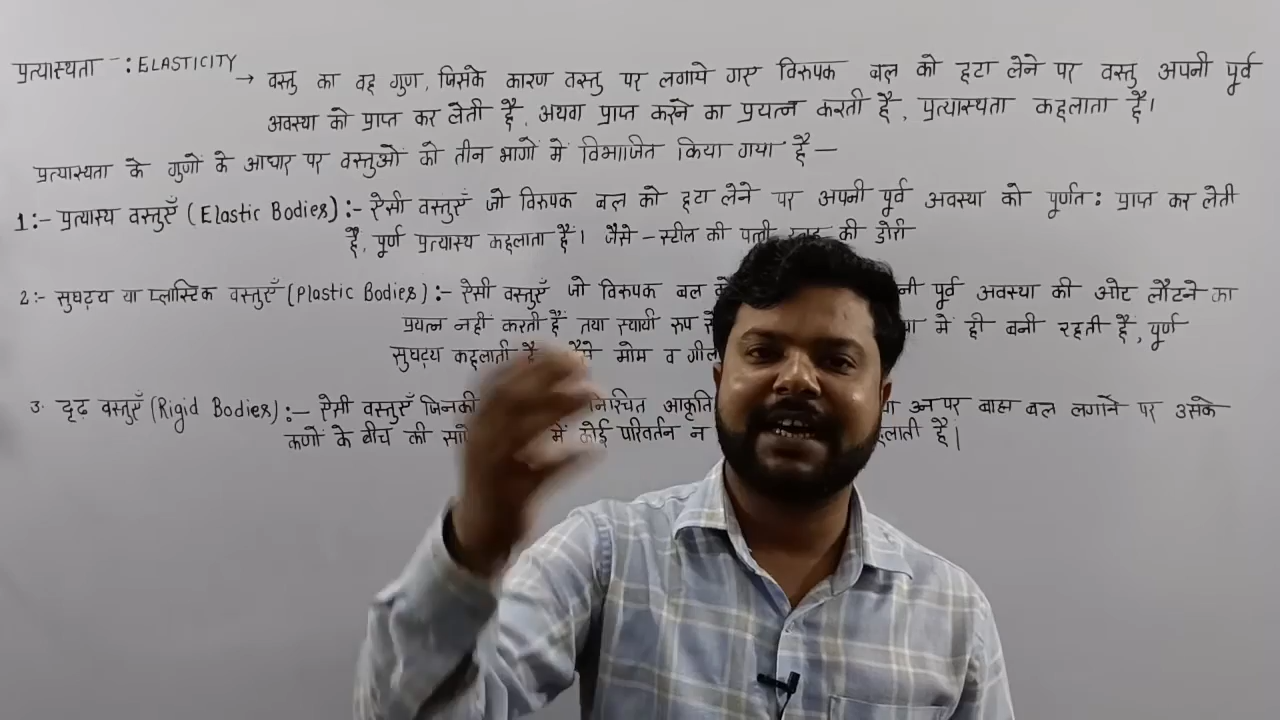 प्रत्यास्थता -: ELASTICITY
→ वस्तु का वह गुण, जिसके कारण वस्तु पर लगाये गए विरुपक बल को हटा लेने पर वस्तु अपनी पूर्व
अवस्था को प्राप्त कर लेती है, अथवा प्राप्त करने का प्रयत्न करती है, प्रत्यास्थता कहलाता है।
प्रत्यास्थता के गुणों के आधार पर वस्तुओं को तीन भागों में विभाजित किया गया है —
1:- प्रत्यास्थ वस्तुएँ (Elastic Bodies) :- ऐसी वस्तुएँ जो विरुपक बल को हटा लेने पर अपनी पूर्व अवस्था को पूर्णत: प्राप्त कर लेती
है, पूर्ण प्रत्यास्थ कहलाता है। जैसे - स्टील की पत्ती की डोरी
2:- सुघट्य या प्लास्टिक वस्तुएँ (Plastic Bodies) :- ऐसी वस्तुएँ जो विरुपक बल पूर्व अवस्था की ओर लौटने का
प्रयत्न नहीं करती है तथा स्थायी रुप में ही बनी रहती है, पूर्ण
सुघट्य कहलाती मोम व
3. दृढ़ वस्तुएँ (Rigid Bodies) :- ऐसी वस्तुएँ जिनकी निश्चित आकृति उन पर बाह्य बल लगाने पर उसके
कणों के बीच की में कोई परिवर्तन न है।